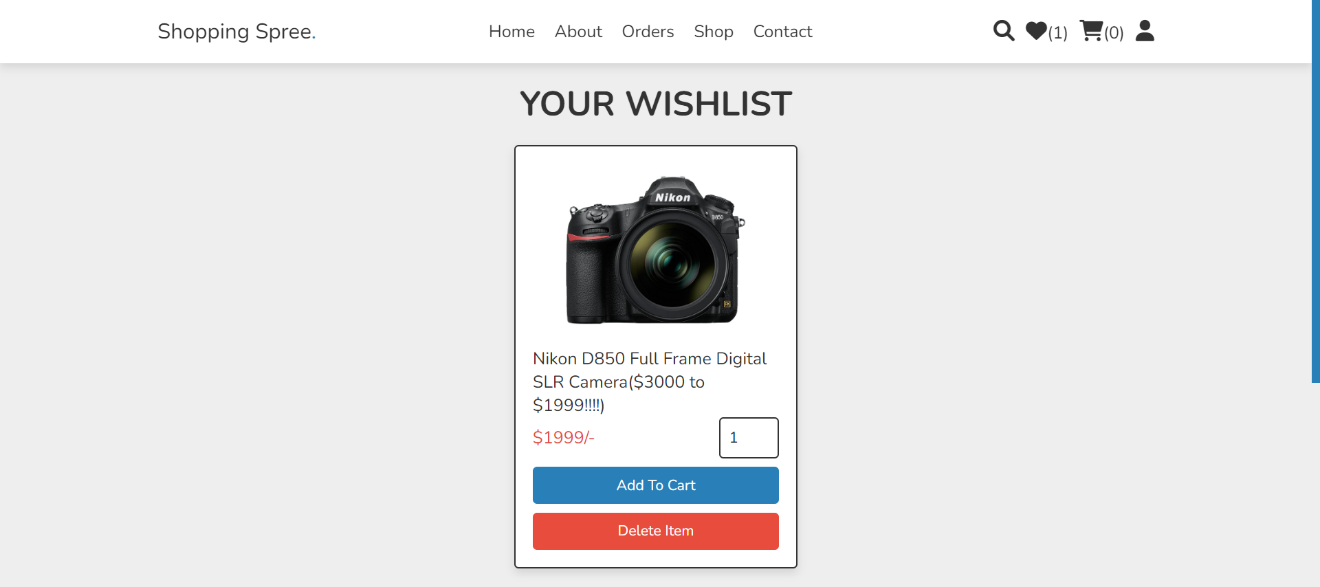 Shopping Spree.
Home About Orders Shop Contact
(1) (0)
YOUR WISHLIST
Nikon
D850
Nikon D850 Full Frame Digital
SLR Camera($3000 to
$1999!!!!)
$1999/-
1
Add To Cart
Delete Item